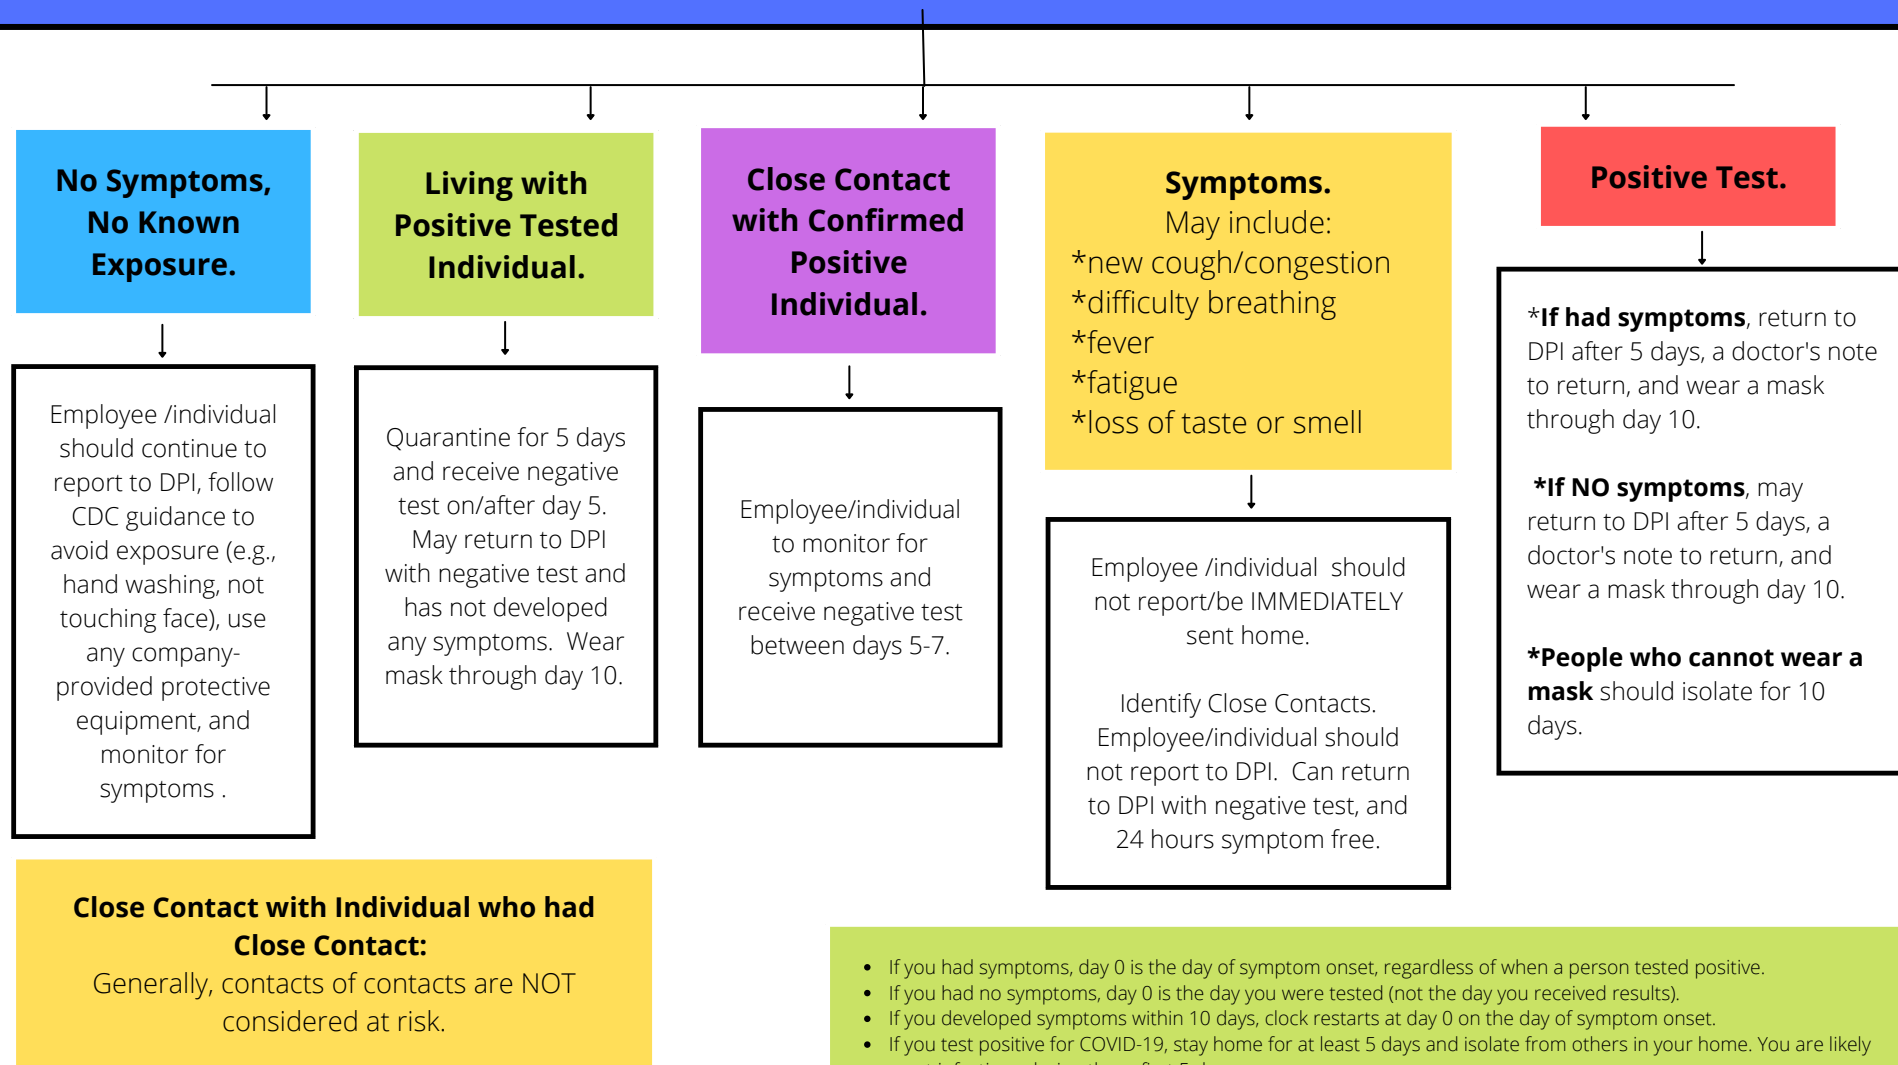 No Symptoms,
No Known
Exposure.
Employee /individual
should continue to
report to DPI, follow
CDC guidance to
avoid exposure (e.g.,
hand washing, not
touching face), use
any company-
provided protective
equipment, and
monitor for
symptoms .
Living with
Positive Tested
Individual.
Quarantine for 5 days
and receive negative
test on/after day 5.
May return to DPI
with negative test and
has not developed
any symptoms. Wear
mask through day 10.
Close Contact
with Confirmed
Positive
Individual.
Employee/individual
to monitor for
symptoms and
receive negative test
between days 5-7.
Symptoms.
May include:
*new cough/congestion
*difficulty breathing
*fever
*fatigue
*loss of taste or smell
Employee /individual should
not report/be IMMEDIATELY
sent home.
Identify Close Contacts.
Employee/individual should
not report to DPI. Can return
to DPI with negative test, and
24 hours symptom free.
Positive Test.
*If had symptoms, return to
DPI after 5 days, a doctor's note
to return, and wear a mask
through day 10.
*If NO symptoms, may
return to DPI after 5 days, a
doctor's note to return, and
wear a mask through day 10.
*People who cannot wear a
mask should isolate for 10
days.
Close Contact with Individual who had
Close Contact:
Generally, contacts of contacts are NOT
considered at risk.
• If you had symptoms, day 0 is the day of symptom onset, regardless of when a person tested positive.
• If you had no symptoms, day 0 is the day you were tested (not the day you received results).
• If you developed symptoms within 10 days, clock restarts at day 0 on the day of symptom onset.
• If you test positive for COVID-19, stay home for at least 5 days and isolate from others in your home. You are likely